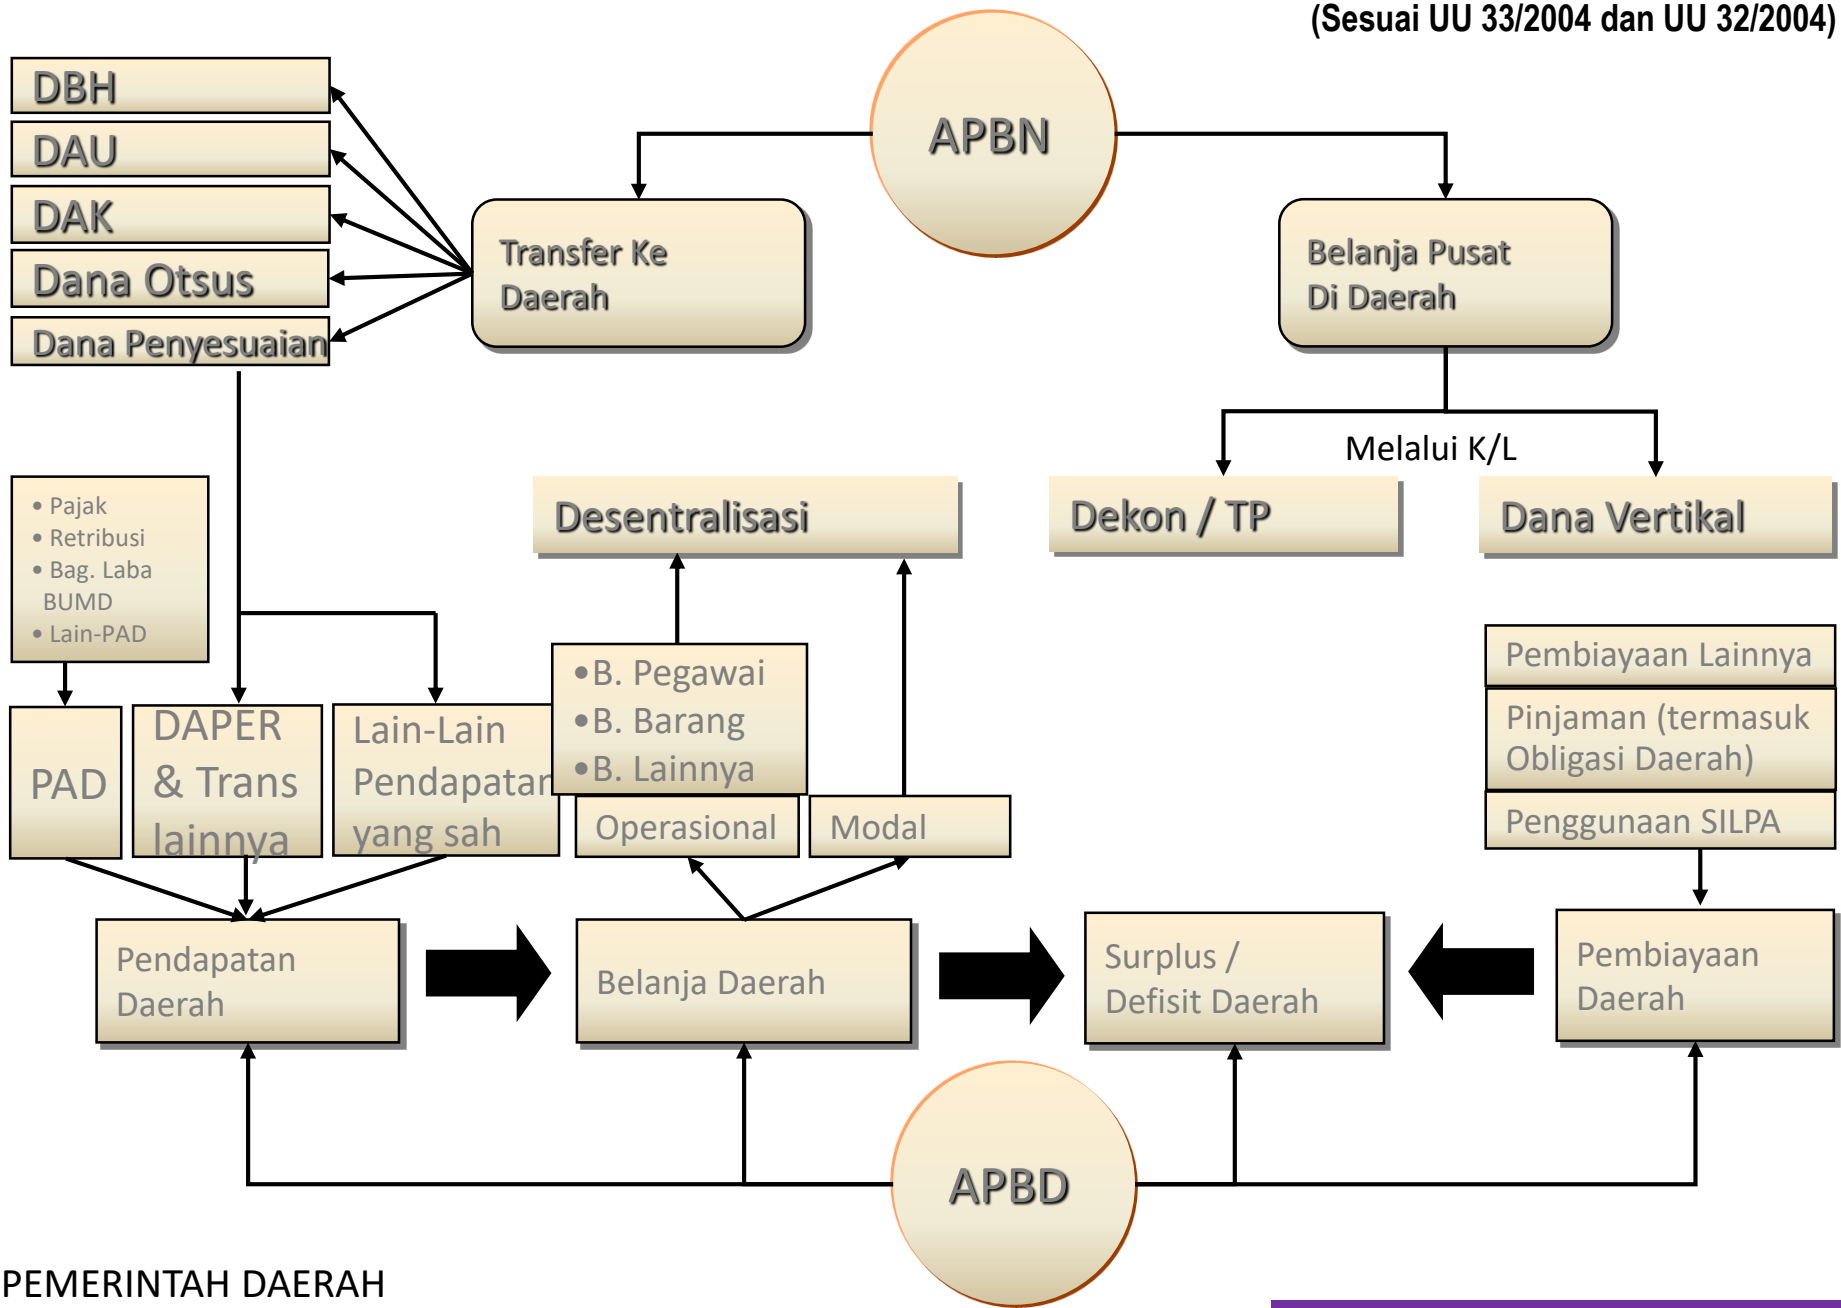 (Sesuai UU 33/2004 dan UU 32/2004)
APBN
DBH
DAU
DAK
Dana Otsus
Dana Penyesuaian
Transfer Ke
Daerah
Belanja Pusat
Di Daerah
Melalui K/L
Desentralisasi
Dekon / TP
Dana Vertikal
• Pajak
• Retribusi
• Bag. Laba
BUMD
• Lain-PAD
•B. Pegawai
•B. Barang
•B. Lainnya
Pembiayaan Lainnya
Pinjaman (termasuk
Obligasi Daerah)
Penggunaan SILPA
PAD
DAPER
& Trans
lainnya
Lain-Lain
Pendapatan
yang sah
Operasional
Modal
Pendapatan
Daerah
Belanja Daerah
Surplus /
Defisit Daerah
Pembiayaan
Daerah
APBD
PEMERINTAH DAERAH